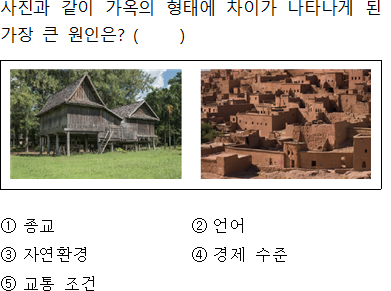 사진과 같이 가옥의 형태에 차이가 나타나게 된
가장 큰 원인은? (     )
① 종교 ② 언어
③ 자연환경 ④ 경제 수준
⑤ 교통 조건